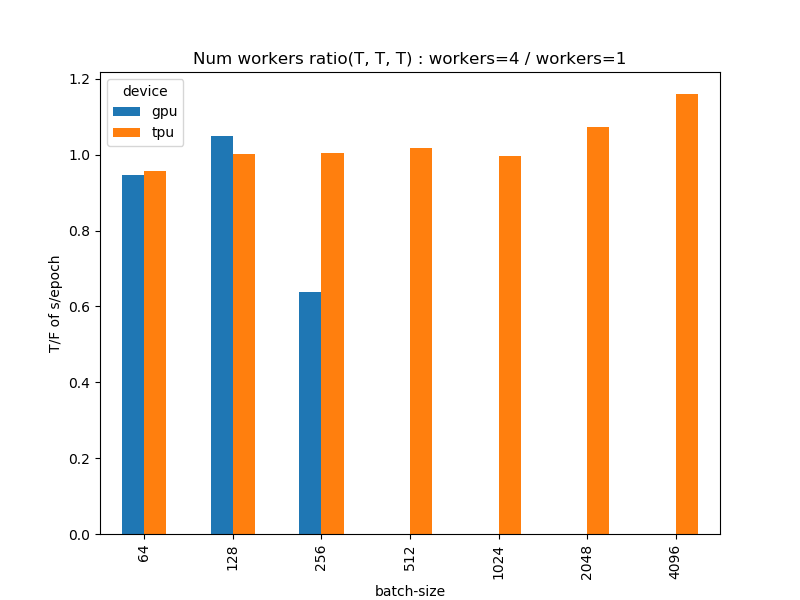 Num workers ratio(T, T, T) : workers=4 / workers=1
device
gpu
tpu
T/F of s/epoch
1.2
1.0
0.8
0.6
0.4
0.2
0.0
64
128
256
512
1024
2048
4096
batch-size